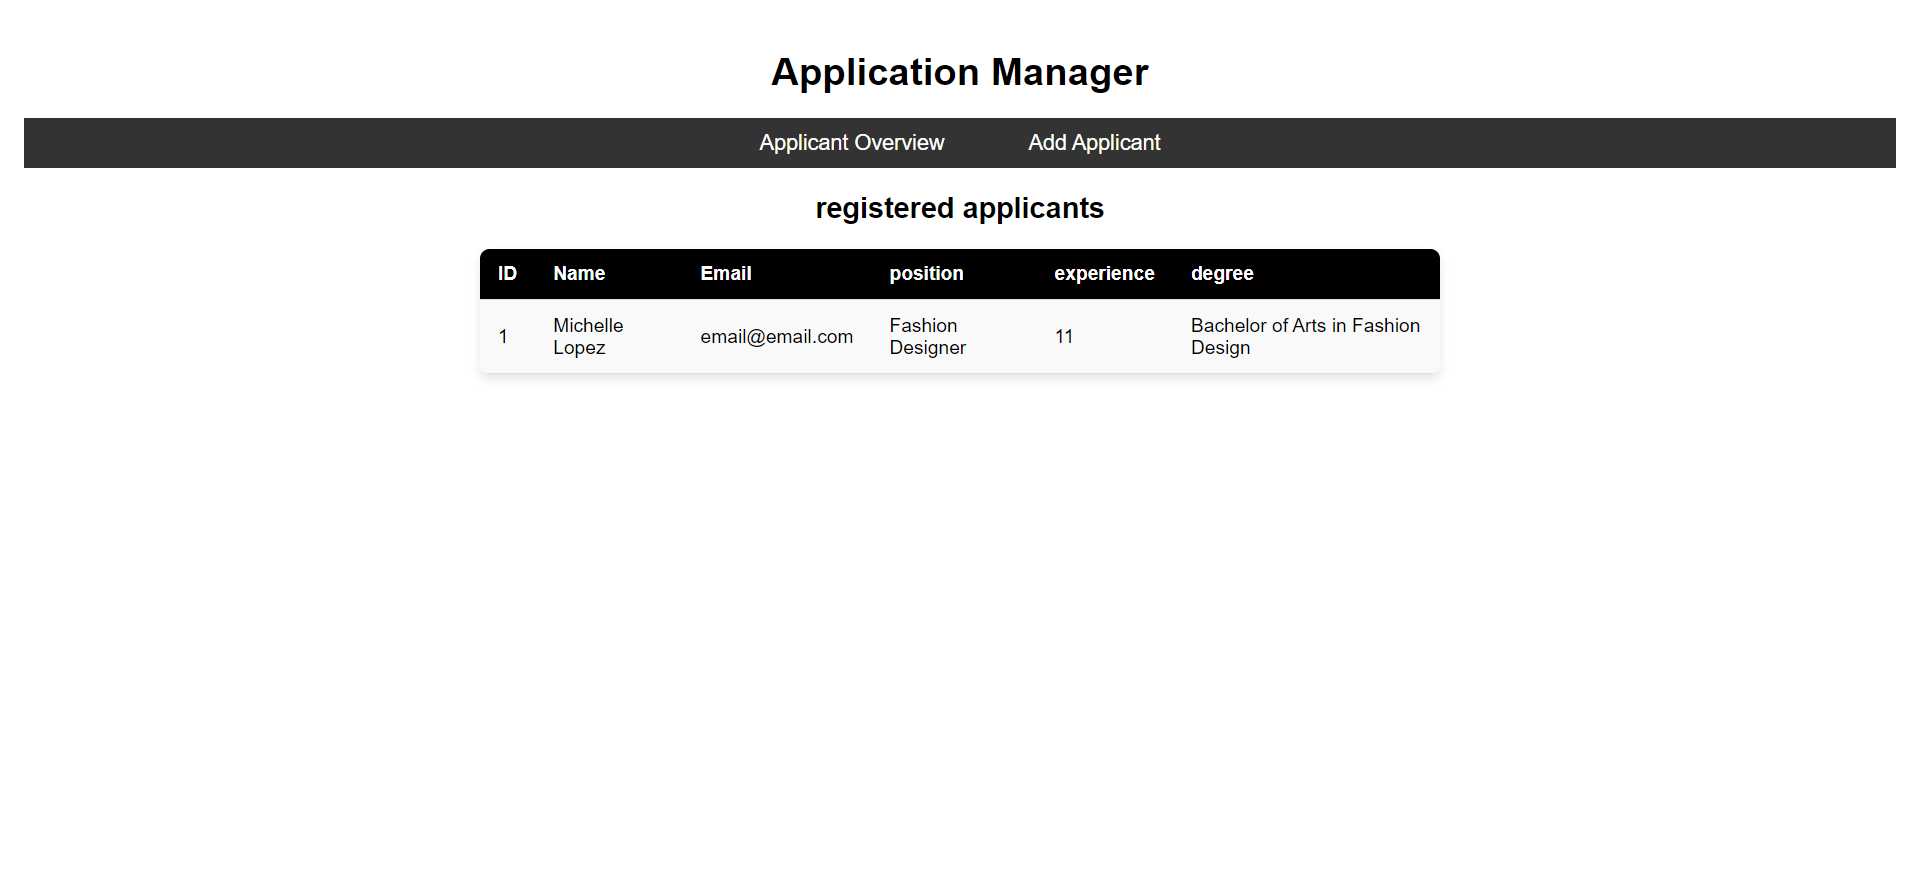 Application Manager
Applicant Overview Add Applicant
registered applicants
ID Name Email position experience degree
1 Michelle Lopez email@email.com Fashion Designer 11 Bachelor of Arts in Fashion Design